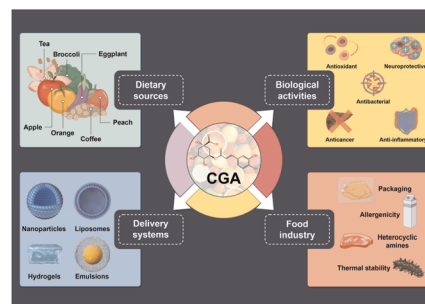 Tea
Broccoli
Eggplant
Apple
Orange
Peach
Coffee
Dietary
sources
Biological
activities
Antioxidant
Neuroprotective
Antibacterial
Anticancer
Anti-inflammatory
CGA
Nanoparticles
Liposomes
Hydrogels
Emulsions
Delivery
systems
Food
industry
Packaging
Allergenicity
Heterocyclic
amines
Thermal stability